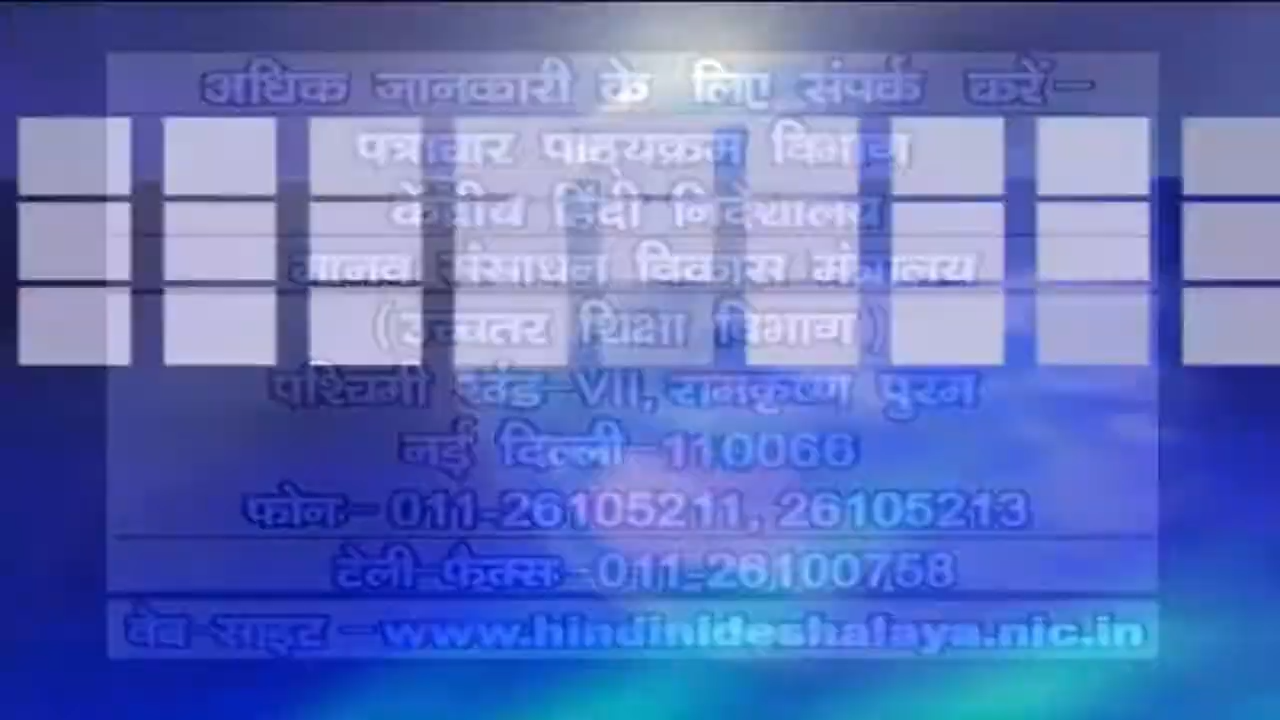 अधिक जानकारी के लिए संपर्क करें-
पत्राचार पाठ्यक्रम विभाग
केंद्रीय हिंदी निदेशालय
मानव संसाधन विकास मंत्रालय
(उच्चतर शिक्षा विभाग)
पश्चिमी खंड-VII, रामकृष्ण पुरम
नई दिल्ली-110066
फोन:-011-26105211, 26105213
टेली-फैक्स:-011-26100758
वेब-साइट -www.hindinideshalaya.nic.in